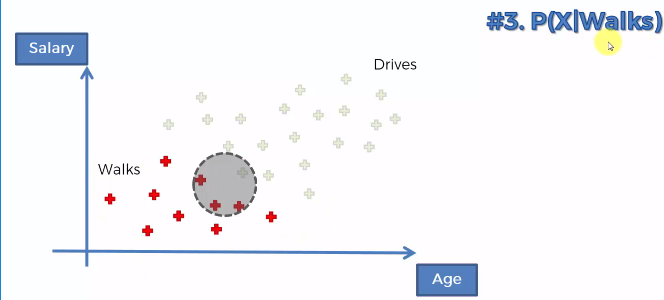 #3. P(X|Walks)
Salary
Drives
Walks
Age